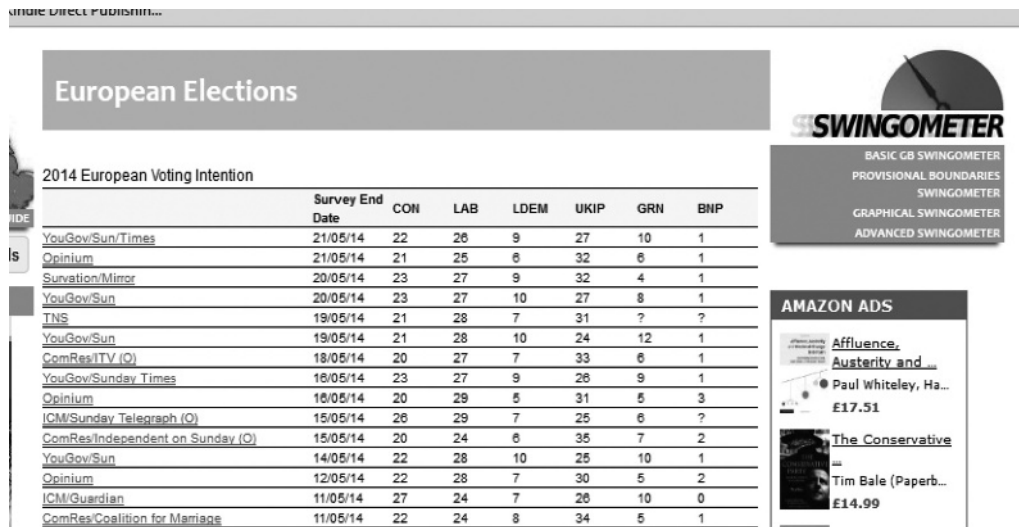 Kindle Direct Publishin...
European Elections
SWINGOMETER
BASIC GB SWINGOMETER
PROVISIONAL BOUNDARIES
SWINGOMETER
GRAPHICAL SWINGOMETER
ADVANCED SWINGOMETER
2014 European Voting Intention
Survey End
Date CON LAB LDEM UKIP GRN BNP
YouGov/Sun/Times 21/05/14 22 26 9 27 10 1
Opinium 21/05/14 21 25 6 32 6 1
Survation/Mirror 20/05/14 23 27 9 32 4 1
YouGov/Sun 20/05/14 23 27 10 27 8 1
TNS 19/05/14 21 28 7 31 ? ?
YouGov/Sun 19/05/14 21 28 10 24 12 1
ComRes/ITV (O) 18/05/14 20 27 7 33 6 1
YouGov/Sunday Times 16/05/14 23 27 9 26 9 1
Opinium 16/05/14 20 29 5 31 5 3
ICM/Sunday Telegraph (O) 15/05/14 26 29 7 25 6 ?
ComRes/Independent on Sunday (O) 15/05/14 20 24 6 35 7 2
YouGov/Sun 14/05/14 22 28 10 25 10 1
Opinium 12/05/14 22 28 7 30 5 2
ICM/Guardian 11/05/14 27 24 7 26 10 0
ComRes/Coalition for Marriage 11/05/14 22 24 8 34 5 1
UIDE
ls
AMAZON ADS
Affluence,
Austerity and ...
Paul Whiteley, Ha...
£17.51
The Conservative
...
Tim Bale (Paperb...
£14.99